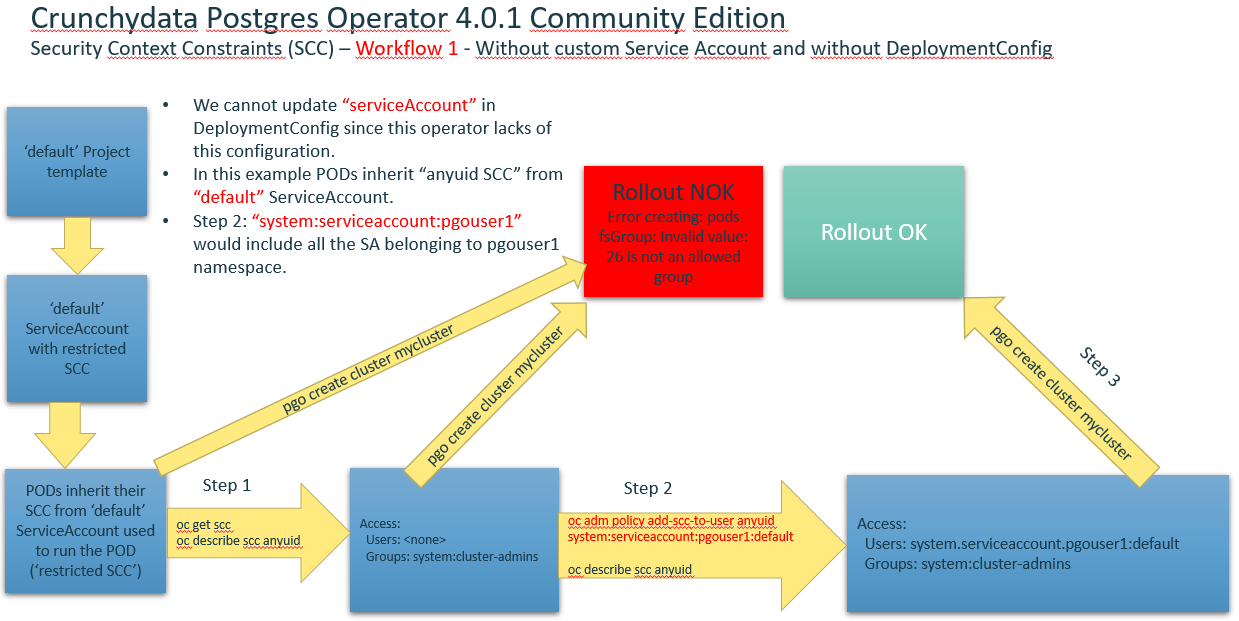 Crunchydata Postgres Operator 4.0.1 Community Edition
Security Context Constraints (SCC) – Workflow 1 - Without custom Service Account and without DeploymentConfig
• We cannot update “serviceAccount” in
DeploymentConfig since this operator lacks of
this configuration.
• In this example PODs inherit “anyuid SCC” from
“default” ServiceAccount.
• Step 2: “system:serviceaccount:pgouser1”
would include all the SA belonging to pgouser1
namespace.
‘default’ Project
template
‘default’
ServiceAccount
with restricted
SCC
PODs inherit their
SCC from ‘default’
ServiceAccount used
to run the POD
(‘restricted SCC’)
Rollout NOK
Error creating: pods
fsGroup: Invalid value:
26 is not an allowed
group
Rollout OK
pgo create cluster mycluster
pgo create cluster mycluster
pgo create cluster mycluster
Step 3
Step 1
oc get scc
oc describe scc anyuid
Access:
Users: <none>
Groups: system:cluster-admins
Step 2
oc adm policy add-scc-to-user anyuid
system:serviceaccount:pgouser1:default
oc describe scc anyuid
Access:
Users: system.serviceaccount.pgouser1:default
Groups: system:cluster-admins